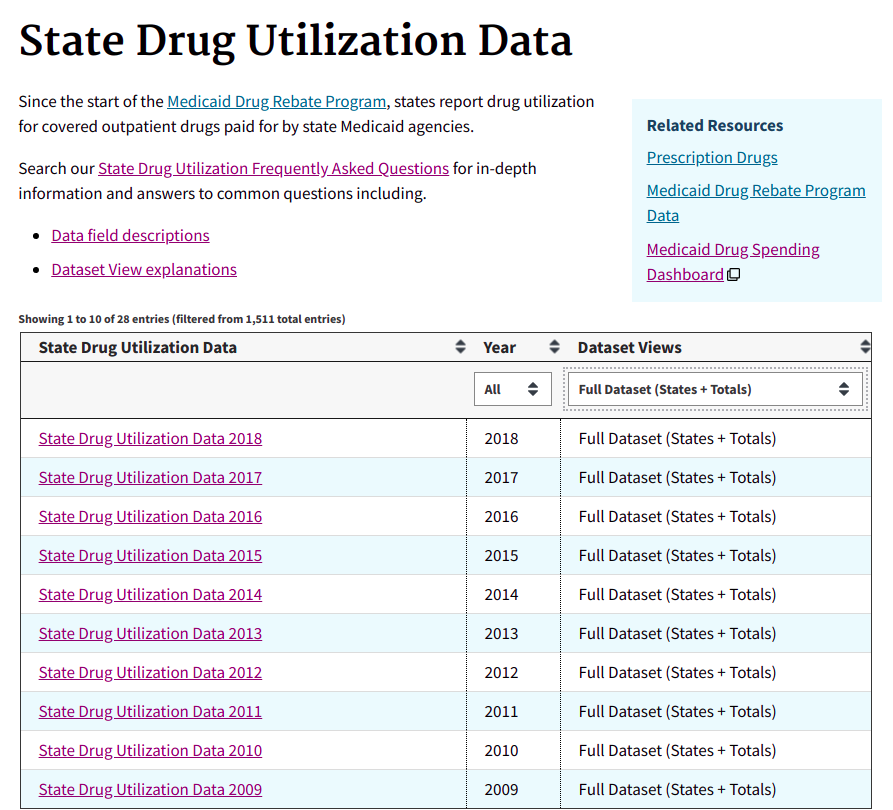 State Drug Utilization Data
Since the start of the Medicaid Drug Rebate Program, states report drug utilization
for covered outpatient drugs paid for by state Medicaid agencies.
Search our State Drug Utilization Frequently Asked Questions for in-depth
information and answers to common questions including.
Data field descriptions
Dataset View explanations
Related Resources
Prescription Drugs
Medicaid Drug Rebate Program
Data
Medicaid Drug Spending
Dashboard
Showing 1 to 10 of 28 entries (filtered from 1,511 total entries)
State Drug Utilization Data Year Dataset Views
All Full Dataset (States + Totals)
State Drug Utilization Data 2018 2018 Full Dataset (States + Totals)
State Drug Utilization Data 2017 2017 Full Dataset (States + Totals)
State Drug Utilization Data 2016 2016 Full Dataset (States + Totals)
State Drug Utilization Data 2015 2015 Full Dataset (States + Totals)
State Drug Utilization Data 2014 2014 Full Dataset (States + Totals)
State Drug Utilization Data 2013 2013 Full Dataset (States + Totals)
State Drug Utilization Data 2012 2012 Full Dataset (States + Totals)
State Drug Utilization Data 2011 2011 Full Dataset (States + Totals)
State Drug Utilization Data 2010 2010 Full Dataset (States + Totals)
State Drug Utilization Data 2009 2009 Full Dataset (States + Totals)